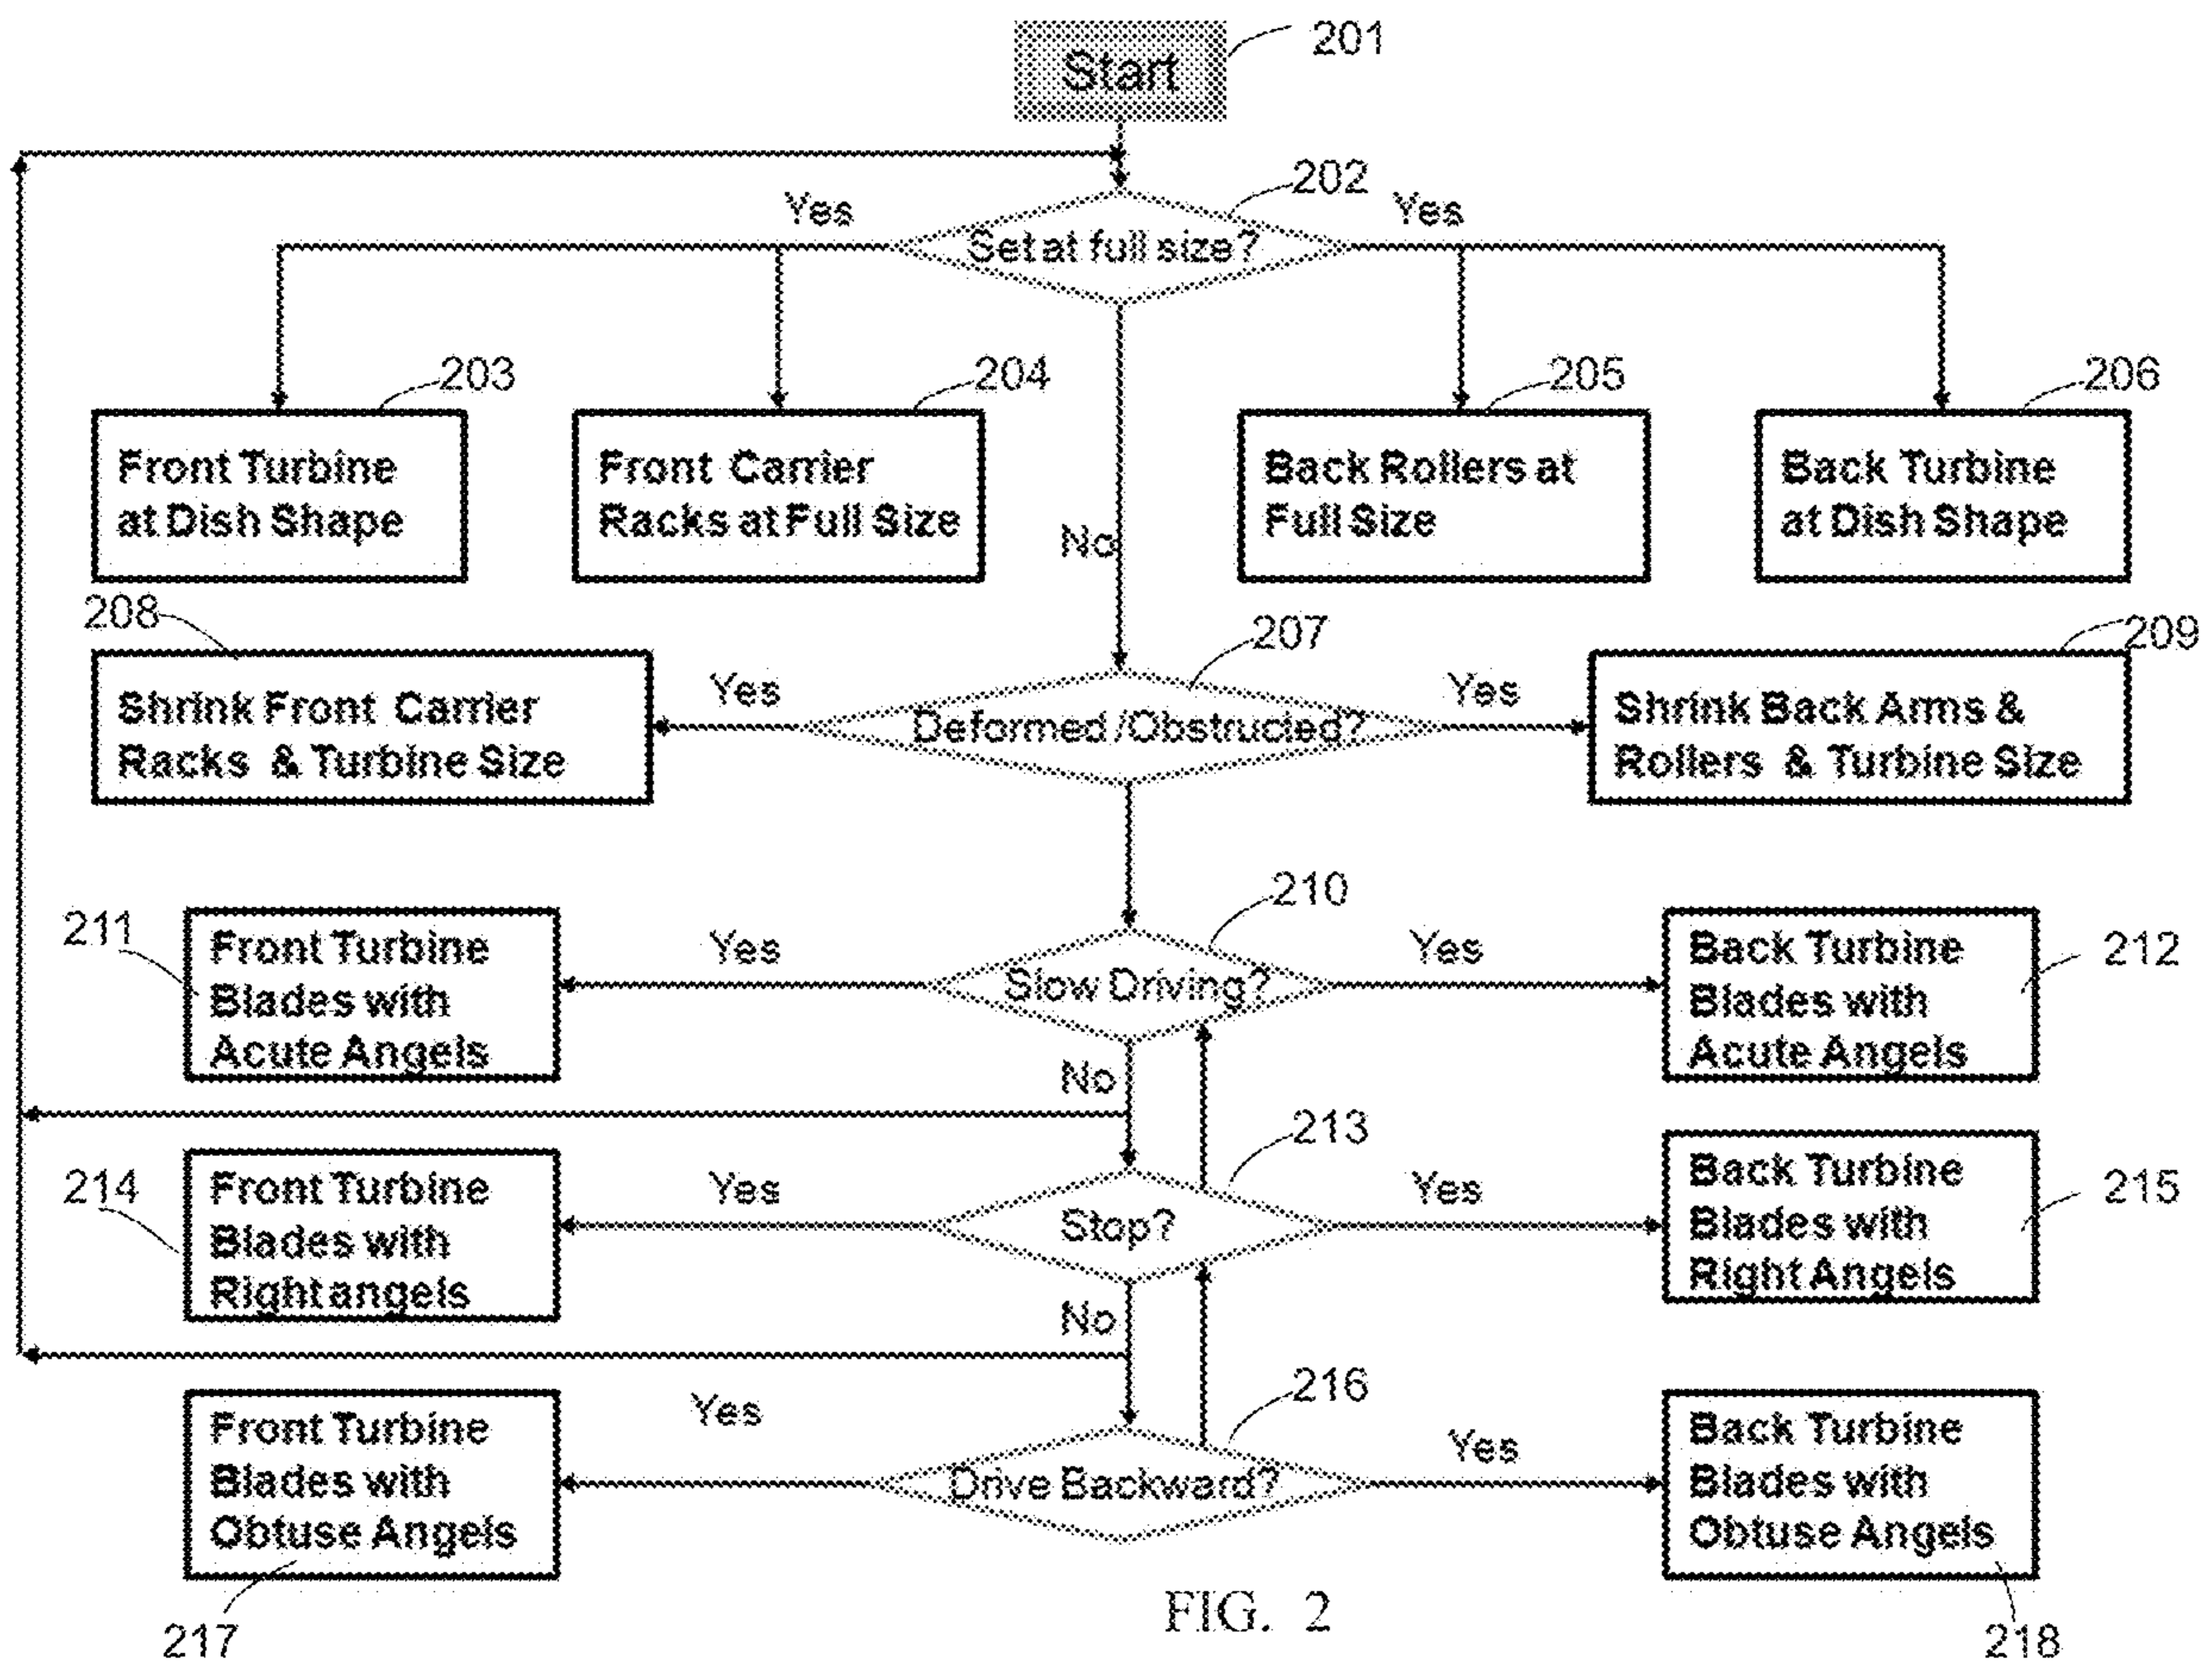 Start
201
202
Yes
Set at full size?
Yes
203
204
205
206
Front Turbine
at Dish Shape
Front Carrier
Racks at Full Size
No
Back Rollers at
Full Size
Back Turbine
at Dish Shape
208
207
209
Shrink Front Carrier
Racks & Turbine Size
Yes
Deformed /Obstructed?
Yes
Shrink Back Arms &
Rollers & Turbine Size
210
211
Front Turbine
Blades with
Acute Angels
Yes
Slow Driving?
Yes
Back Turbine
Blades with
Acute Angels
212
No
213
214
Front Turbine
Blades with
Right angels
Yes
Stop?
Yes
Back Turbine
Blades with
Right Angels
215
No
216
Front Turbine
Blades with
Obtuse Angels
Yes
Drive Backward?
Yes
Back Turbine
Blades with
Obtuse Angels
217
FIG. 2
218